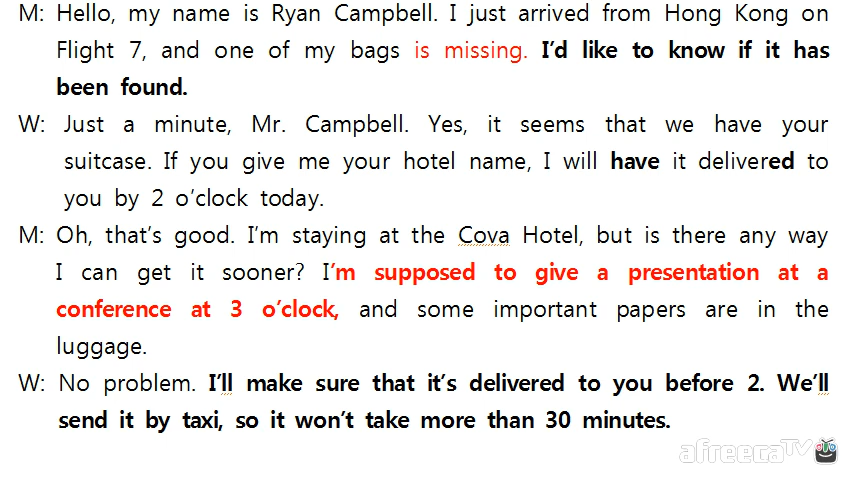 M: Hello, my name is Ryan Campbell. I just arrived from Hong Kong on
Flight 7, and one of my bags is missing. I’d like to know if it has
been found.
W: Just a minute, Mr. Campbell. Yes, it seems that we have your
suitcase. If you give me your hotel name, I will have it delivered to
you by 2 o’clock today.
M: Oh, that’s good. I’m staying at the Cova Hotel, but is there any way
I can get it sooner? I’m supposed to give a presentation at a
conference at 3 o’clock, and some important papers are in the
luggage.
W: No problem. I’ll make sure that it’s delivered to you before 2. We’ll
send it by taxi, so it won’t take more than 30 minutes.
afreecaTV